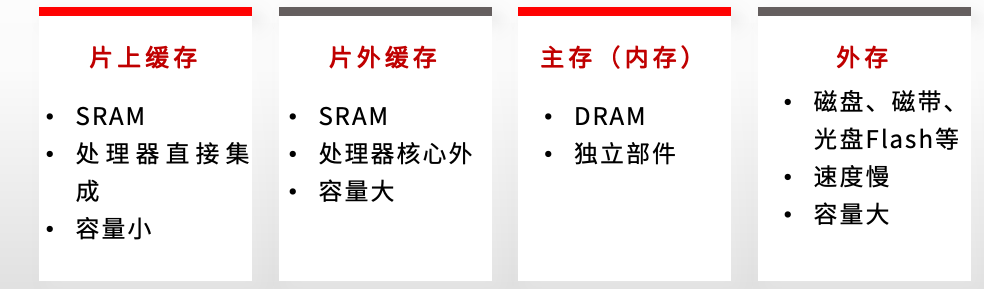 片上缓存
• SRAM
• 处理器直接集
成
• 容量小
片外缓存
• SRAM
• 处理器核心外
• 容量大
主存（内存）
• DRAM
• 独立部件
外存
• 磁盘、磁带、
光盘Flash等
• 速度慢
• 容量大